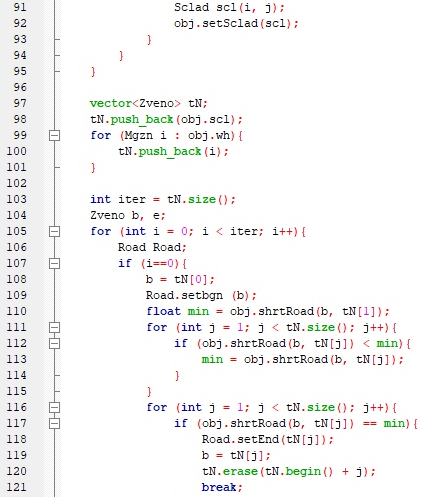 91 Sclad scl(i, j);
92 obj.setSclad(scl);
93 }
94 }
95 }
96
97 vector<Zveno> tN;
98 tN.push_back(obj.scl);
99 for (Mgzn i : obj.wh){
100 tN.push_back(i);
101 }
102
103 int iter = tN.size();
104 Zveno b, e;
105 for (int i = 0; i < iter; i++){
106 Road Road;
107 if (i==0){
108 b = tN[0];
109 Road.setbgn (b);
110 float min = obj.shrtRoad(b, tN[1]);
111 for (int j = 1; j < tN.size(); j++){
112 if (obj.shrtRoad(b, tN[j]) < min){
113 min = obj.shrtRoad(b, tN[j]);
114 }
115 }
116 for (int j = 1; j < tN.size(); j++){
117 if (obj.shrtRoad(b, tN[j]) == min){
118 Road.setEnd(tN[j]);
119 b = tN[j];
120 tN.erase(tN.begin() + j);
121 break;